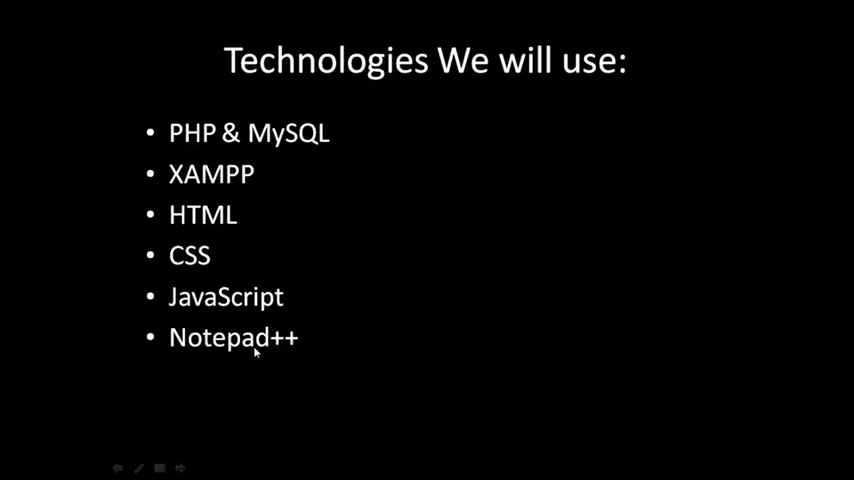 Technologies We will use:
• PHP & MySQL
• XAMPP
• HTML
• CSS
• JavaScript
• Notepad++